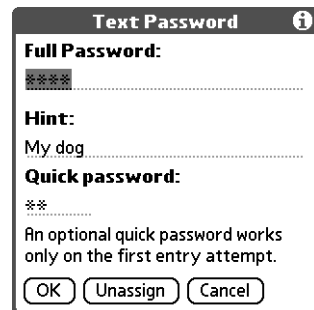 Text Password
Full Password:
****
Hint:
My dog
Quick password:
**
An optional quick password works
only on the first entry attempt.
OK Unassign Cancel